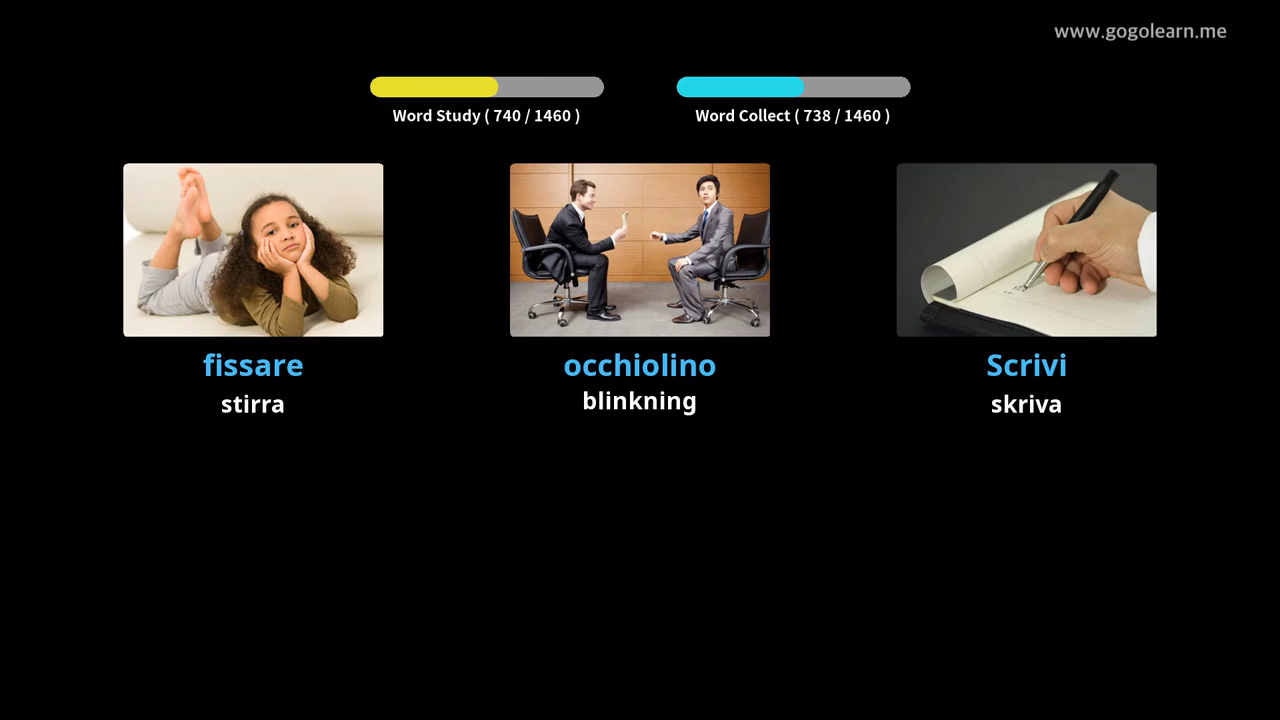 www.gogolearn.me
Word Study ( 740 / 1460 )
Word Collect ( 738 / 1460 )
fissare
stirra
occhiolino
blinkning
Scrivi
skriva